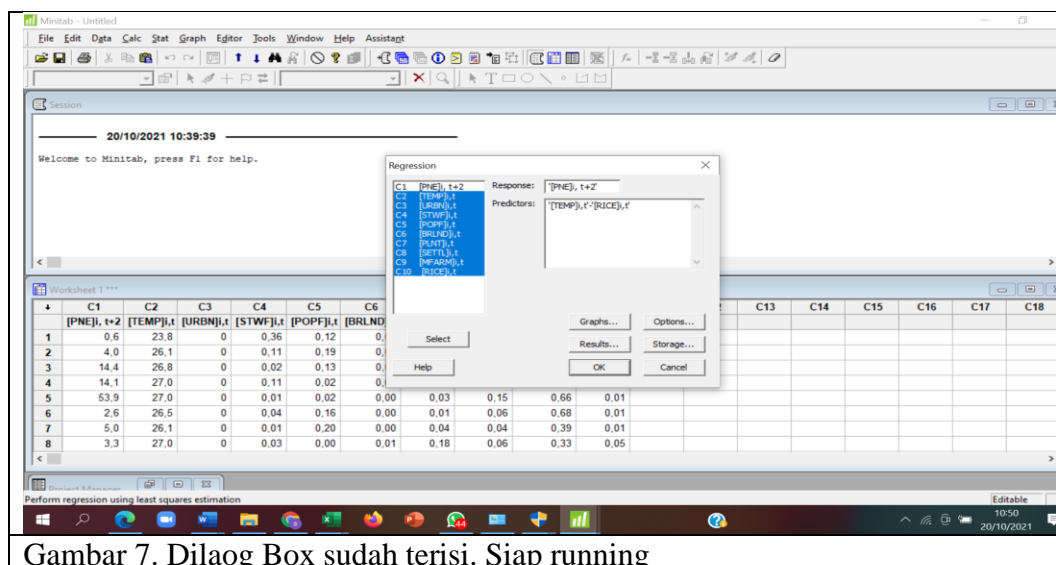 Minitab - Untitled
File Edit Data Calc Stat Graph Editor Tools Window Help Assistant
Session
20/10/2021 10:39:39
Welcome to Minitab, press F1 for help.
Regression
C1 [PNE]i, t+2
C2 [TEMP]i,t
C3 [URBN]i,t
C4 [STWF]i,t
C5 [POPF]i,t
C6 [BRLND]i,t
C7 [PLNT]i,t
C8 [SETTL]i,t
C9 [MFARM]i,t
C10 [RICE]i,t
Response: '[PNE]i, t+2'
Predictors: '[TEMP]i,t'-'[RICE]i,t'
Graphs... Options...
Select Results... Storage...
Help OK Cancel
Worksheet 1 ***
C1 C2 C3 C4 C5 C6 C13 C14 C15 C16 C17 C18
[PNE]i, t+2 [TEMP]i,t [URBN]i,t [STWF]i,t [POPF]i,t [BRLND
1 0,6 23,8 0 0,36 0,12 0,
2 4,0 26,1 0 0,11 0,19 0,
3 14,4 26,8 0 0,02 0,13 0,
4 14,1 27,0 0 0,11 0,02 0,
5 53,9 27,0 0 0,01 0,02 0,00 0,03 0,15 0,66 0,01
6 2,6 26,5 0 0,04 0,16 0,00 0,01 0,06 0,68 0,01
7 5,0 26,1 0 0,01 0,20 0,00 0,04 0,04 0,39 0,01
8 3,3 27,0 0 0,03 0,00 0,01 0,18 0,06 0,33 0,05
Project Manager
Perform regression using least squares estimation Editable
10:50
20/10/2021
Gambar 7. Dilaog Box sudah terisi. Siap running